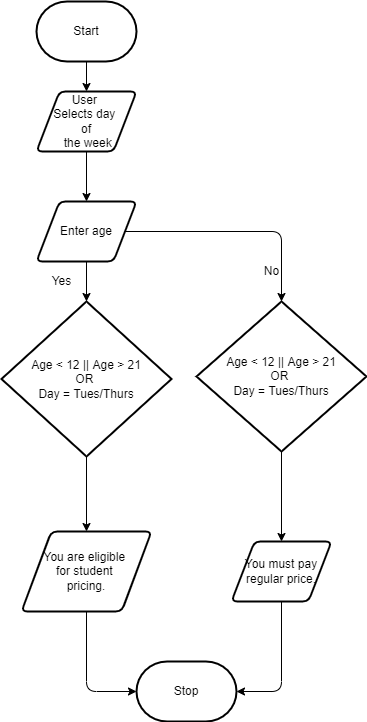 Start
User
Selects day
of
the week
Enter age
Yes
No
Age < 12 || Age > 21
OR
Day = Tues/Thurs
Age < 12 || Age > 21
OR
Day = Tues/Thurs
You are eligible
for student
pricing.
You must pay
regular price.
Stop